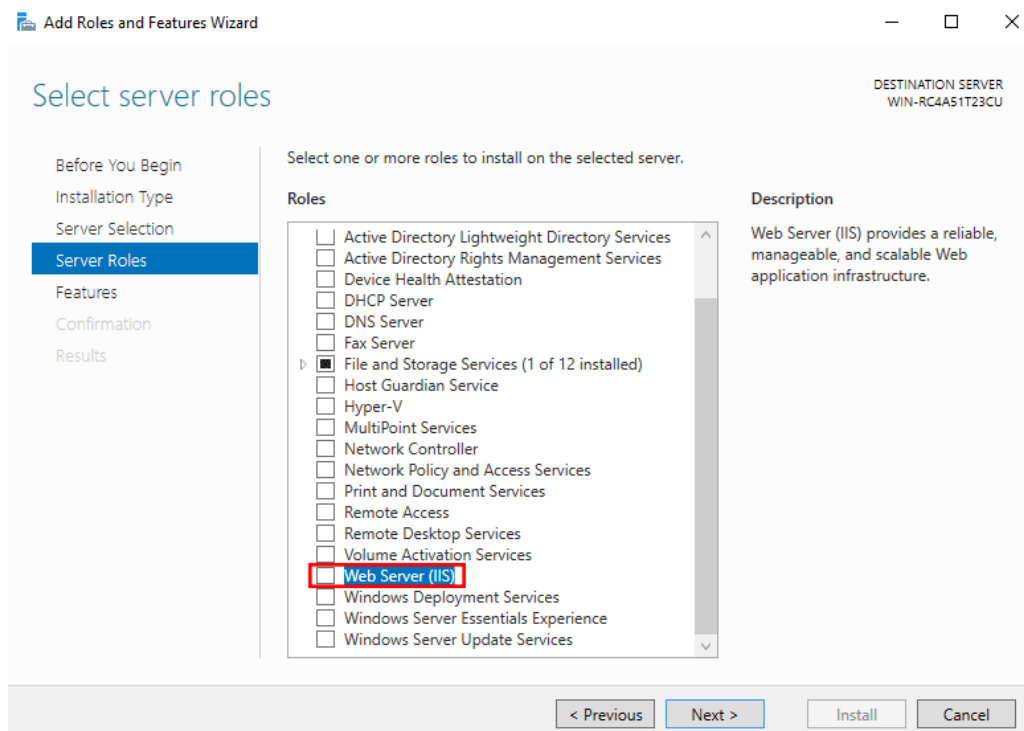 Add Roles and Features Wizard
Select server roles
DESTINATION SERVER
WIN-RC4A51T23CU
Before You Begin
Installation Type
Server Selection
Server Roles
Features
Confirmation
Results
Select one or more roles to install on the selected server.
Roles
Active Directory Lightweight Directory Services
Active Directory Rights Management Services
Device Health Attestation
DHCP Server
DNS Server
Fax Server
File and Storage Services (1 of 12 installed)
Host Guardian Service
Hyper-V
MultiPoint Services
Network Controller
Network Policy and Access Services
Print and Document Services
Remote Access
Remote Desktop Services
Volume Activation Services
Web Server (IIS)
Windows Deployment Services
Windows Server Essentials Experience
Windows Server Update Services
Description
Web Server (IIS) provides a reliable,
manageable, and scalable Web
application infrastructure.
< Previous
Next >
Install
Cancel